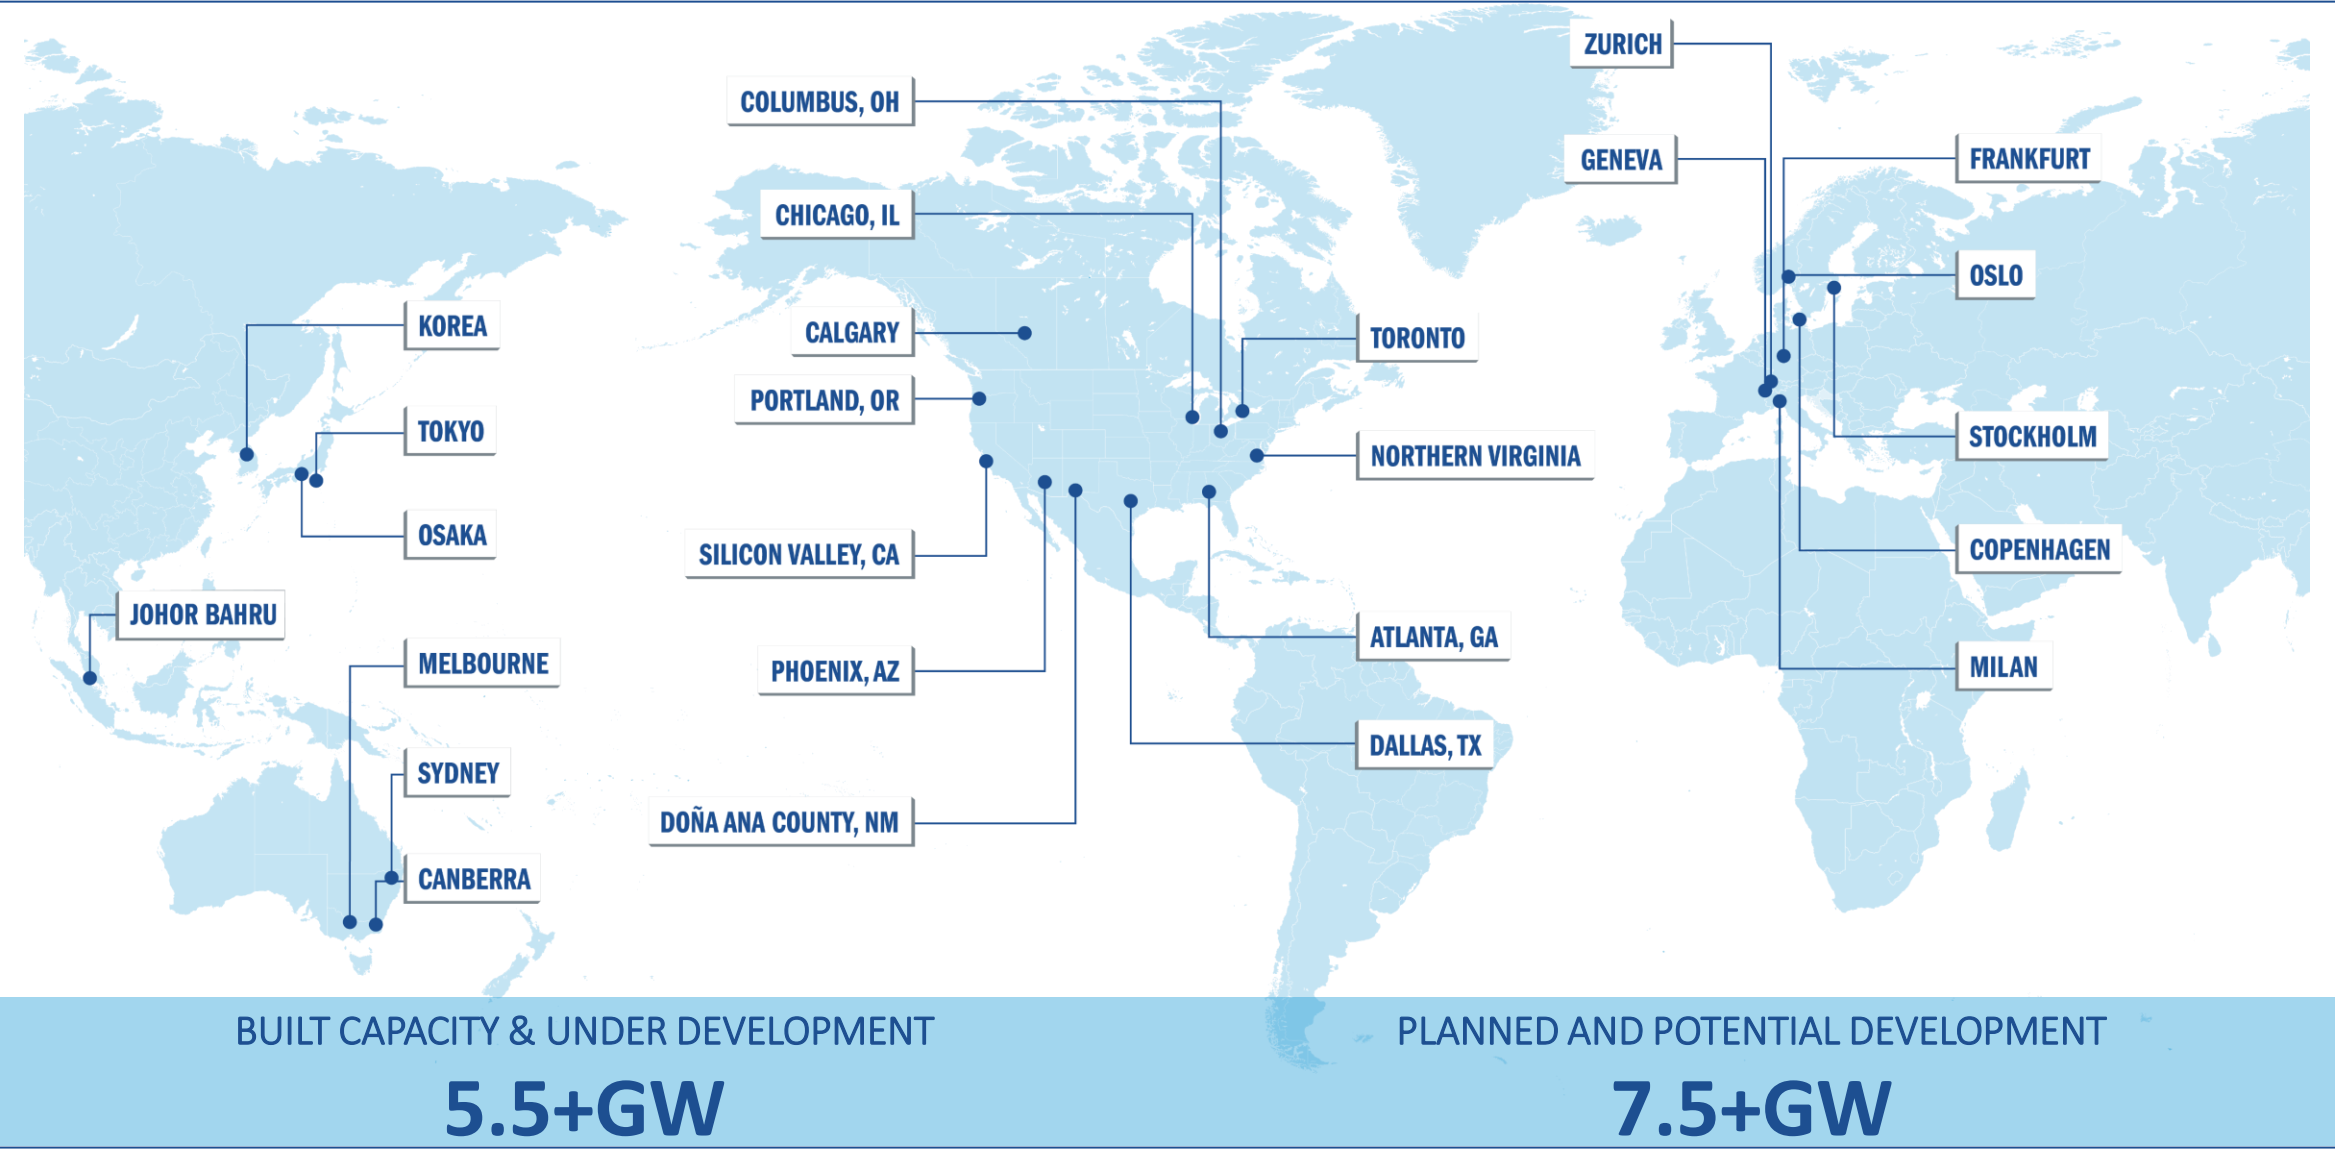 ZURICH
COLUMBUS, OH
GENEVA
FRANKFURT
CHICAGO, IL
OSLO
KOREA
CALGARY
TORONTO
PORTLAND, OR
TOKYO
STOCKHOLM
NORTHERN VIRGINIA
OSAKA
SILICON VALLEY, CA
COPENHAGEN
JOHOR BAHRU
ATLANTA, GA
MELBOURNE
PHOENIX, AZ
MILAN
DALLAS, TX
SYDNEY
DOÑA ANA COUNTY, NM
CANBERRA
BUILT CAPACITY & UNDER DEVELOPMENT
5.5+GW
PLANNED AND POTENTIAL DEVELOPMENT
7.5+GW